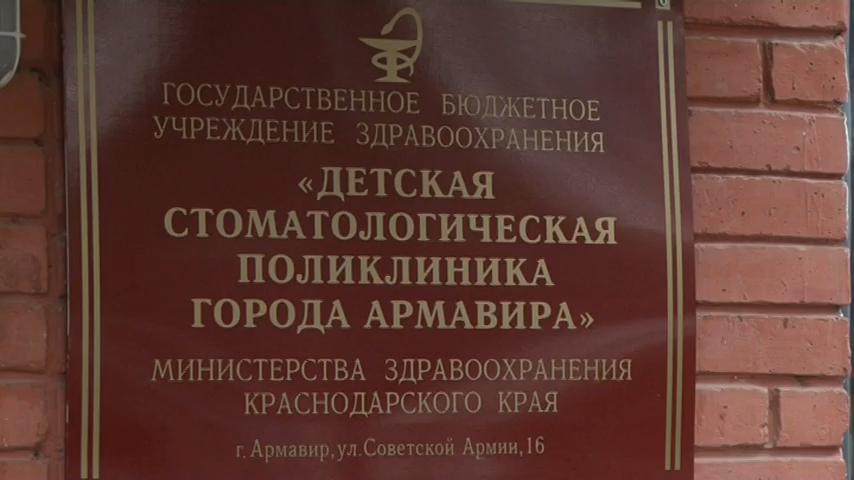 ГОСУДАРСТВЕННОЕ БЮДЖЕТНОЕ
УЧРЕЖДЕНИЕ ЗДРАВООХРАНЕНИЯ
«ДЕТСКАЯ
СТОМАТОЛОГИЧЕСКАЯ
ПОЛИКЛИНИКА
ГОРОДА АРМАВИРА»
МИНИСТЕРСТВА ЗДРАВООХРАНЕНИЯ
КРАСНОДАРСКОГО КРАЯ
г. Армавир, ул. Советской Армии, 16